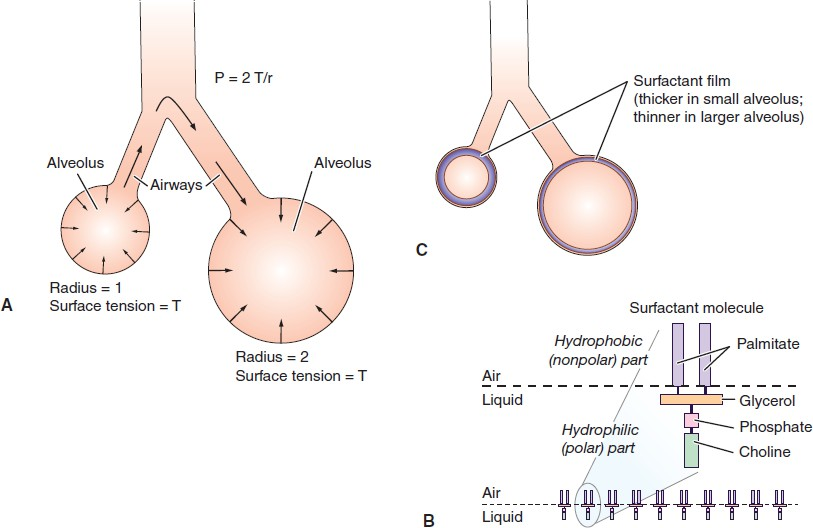 P = 2 T/r
Alveolus
Alveolus
Airways
Radius = 1
Surface tension = T
A
Radius = 2
Surface tension = T
Surfactant film
(thicker in small alveolus;
thinner in larger alveolus)
C
Surfactant molecule
Hydrophobic
(nonpolar) part
Palmitate
Air
Liquid
Glycerol
Hydrophilic
(polar) part
Phosphate
Choline
Air
Liquid
B